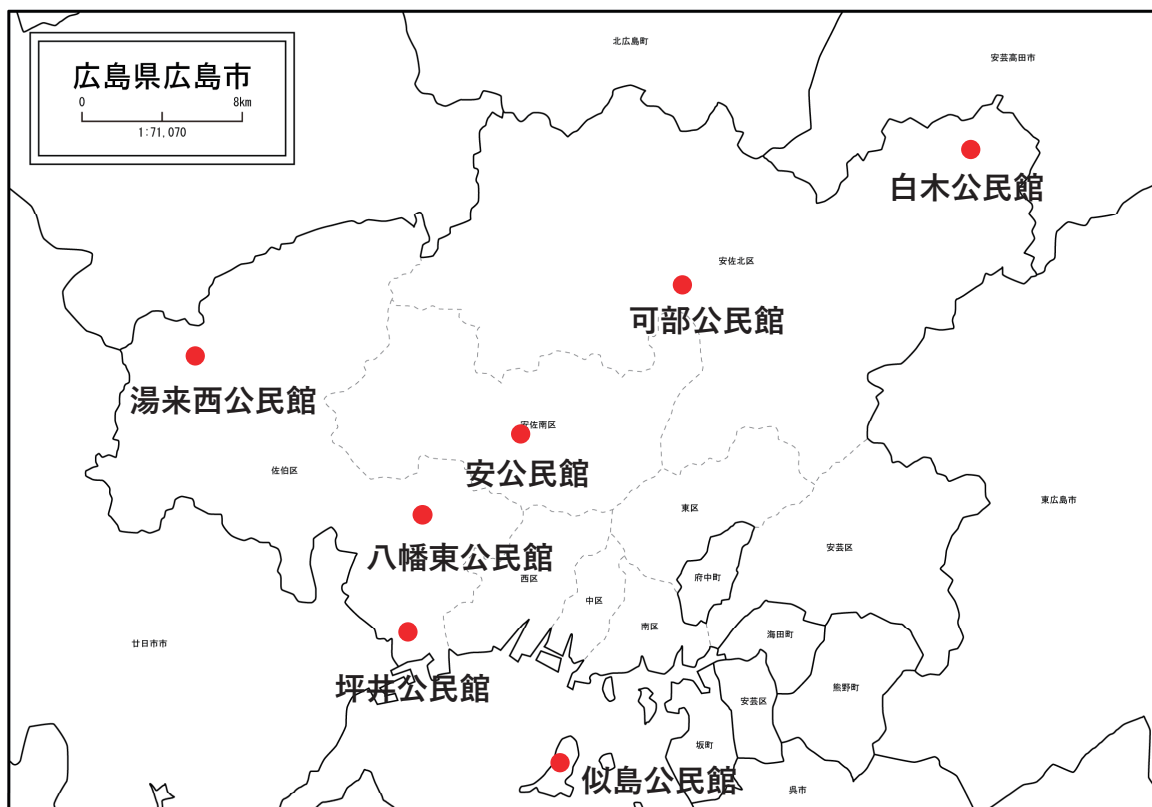 北広島町
安芸高田市
広島県広島市
0 8km
1:71,070
白木公民館
安佐北区
可部公民館
湯来西公民館
安佐南区
安公民館
佐伯区
東広島市
東区
八幡東公民館
安芸区
西区
府中町
中区
南区
海田町
廿日市市
坪井公民館
熊野町
安芸区
坂町
似島公民館
呉市